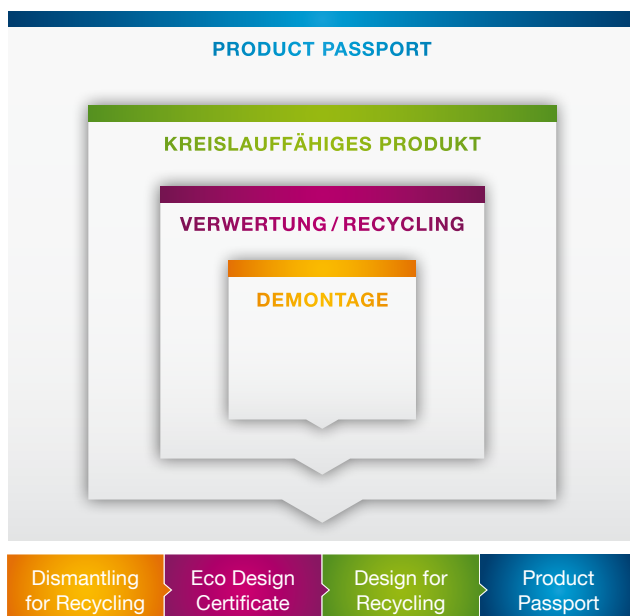 PRODUCT PASSPORT
KREISLAUFFÄHIGES PRODUKT
VERWERTUNG / RECYCLING
DEMONTAGE
Dismantling
for Recycling
Eco Design
Certificate
Design for
Recycling
Product
Passport